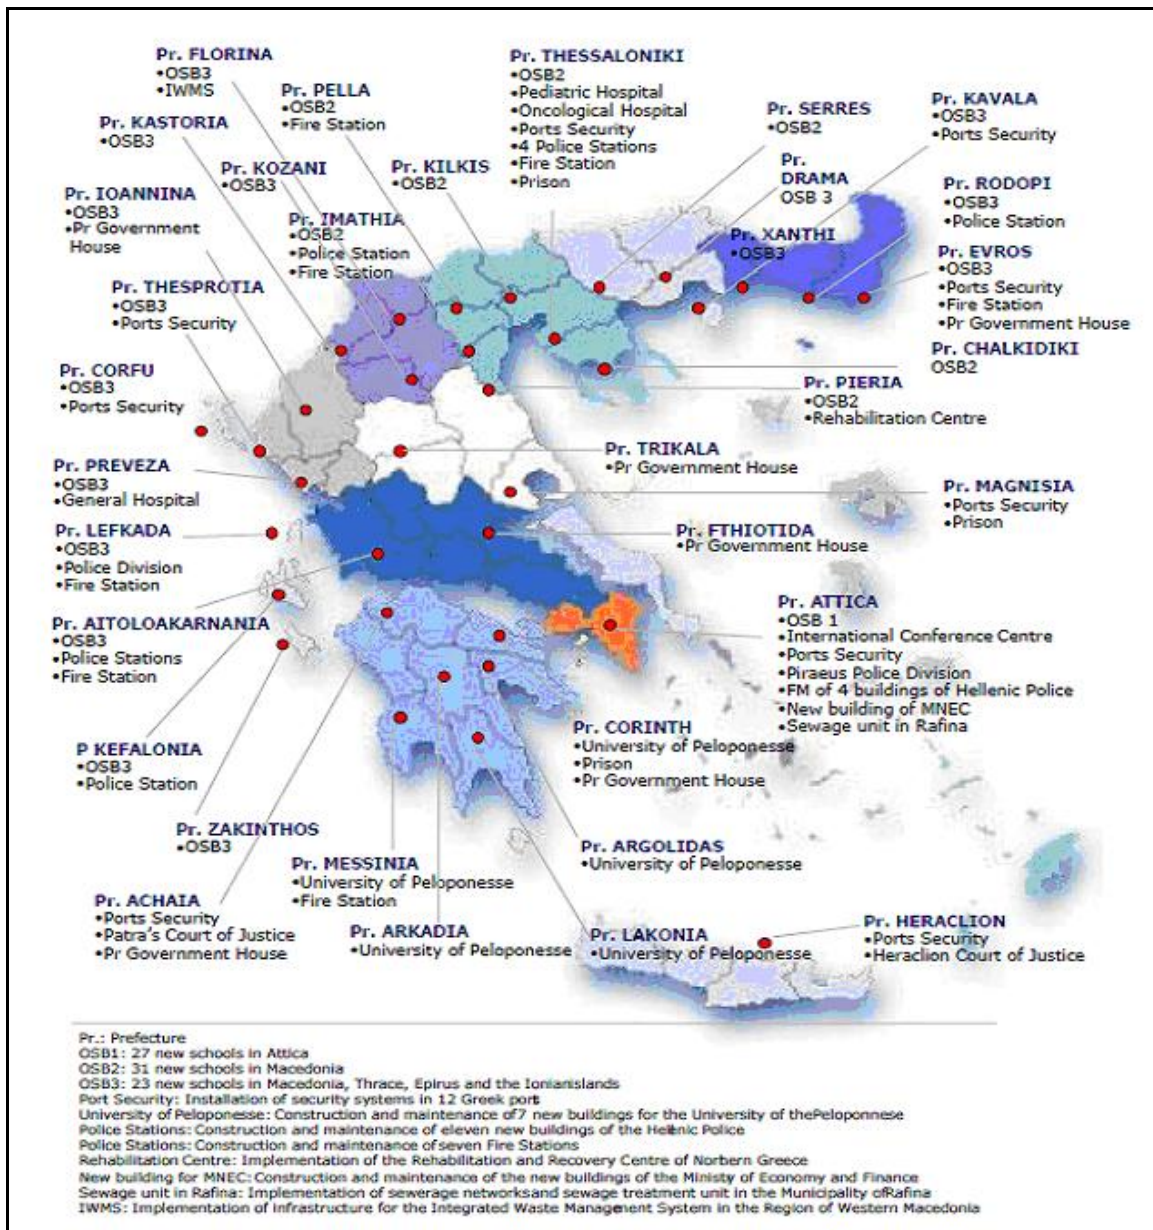 Pr. FLORINA
•OSB3
•IWMS
Pr. PELLA
•OSB2
•Fire Station
Pr. THESSALONIKI
•OSB2
•Pediatric Hospital
•Oncological Hospital
•Ports Security
•4 Police Stations
•Fire Station
•Prison
Pr. SERRES
•OSB2
Pr. KAVALA
•OSB3
•Ports Security
Pr. KASTORIA
•OSB3
Pr. KOZANI
•OSB3
Pr. KILKIS
•OSB2
Pr.
DRAMA
OSB 3
Pr. RODOPI
•OSB3
•Police Station
Pr. IOANNINA
•OSB3
•Pr Government
House
Pr. IMATHIA
•OSB2
•Police Station
•Fire Station
Pr. XANTHI
•OSB3
Pr. EVROS
•OSB3
•Ports Security
•Fire Station
•Pr Government House
Pr. THESPROTIA
•OSB3
•Ports Security
Pr. CHALKIDIKI
OSB2
Pr. CORFU
•OSB3
•Ports Security
Pr. PIERIA
•OSB2
•Rehabilitation Centre
Pr. TRIKALA
•Pr Government House
Pr. PREVEZA
•OSB3
•General Hospital
Pr. MAGNISIA
•Ports Security
•Prison
Pr. LEFKADA
•OSB3
•Police Division
•Fire Station
Pr. FTHIOTIDA
•Pr Government House
Pr. AITOLOAKARNANIA
•OSB3
•Police Stations
•Fire Station
Pr. ATTICA
•OSB 1
•International Conference Centre
•Ports Security
•Piraeus Police Division
•FM of 4 buildings of Hellenic Police
•New building of MNEC
•Sewage unit in Rafina
P KEFALONIA
•OSB3
•Police Station
Pr. CORINTH
•University of Peloponesse
•Prison
•Pr Government House
Pr. ZAKINTHOS
•OSB3
Pr. MESSINIA
•University of Peloponesse
•Fire Station
Pr. ARGOLIDAS
•University of Peloponesse
Pr. ACHAIA
•Ports Security
•Patra's Court of Justice
•Pr Government House
Pr. ARKADIA
•University of Peloponesse
Pr. LAKONIA
•University of Peloponesse
Pr. HERACLION
•Ports Security
•Heraclion Court of Justice
Pr.: Prefecture
OSB1: 27 new schools in Attica
OSB2: 31 new schools in Macedonia
OSB3: 23 new schools in Macedonia, Thrace, Epirus and the Ionianislands
Port Security: Installation of security systems in 12 Greek ports
University of Peloponesse: Construction and maintenance of 7 new buildings for the University of thePeloponnese
Police Stations: Construction and maintenance of eleven new buildings of the Hellenic Police
Police Stations: Construction and maintenance of seven Fire Stations
Rehabilitation Centre: Implementation of the Rehabilitation and Recovery Centre of Norbern Greece
New building for MNEC: Construction and maintenance of the new buildings of the Ministy of Economy and Finance
Sewage unit in Rafina: Implementation of sewerage networksand sewage treatment unit in the Municipality ofRafina
IWMS: Implementation of infrastructure for the Integrated Waste Management System in the Region of Western Macedonia